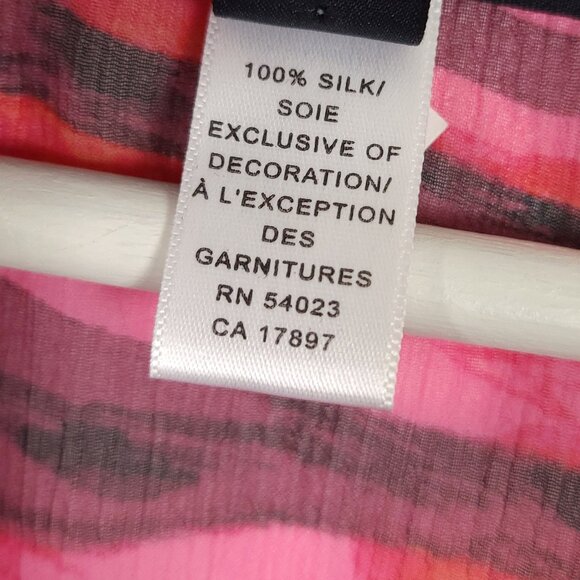 100% SILK/
SOIE
EXCLUSIVE OF
DECORATION/
À L'EXCEPTION
DES
GARNITURES
RN 54023
CA 17897